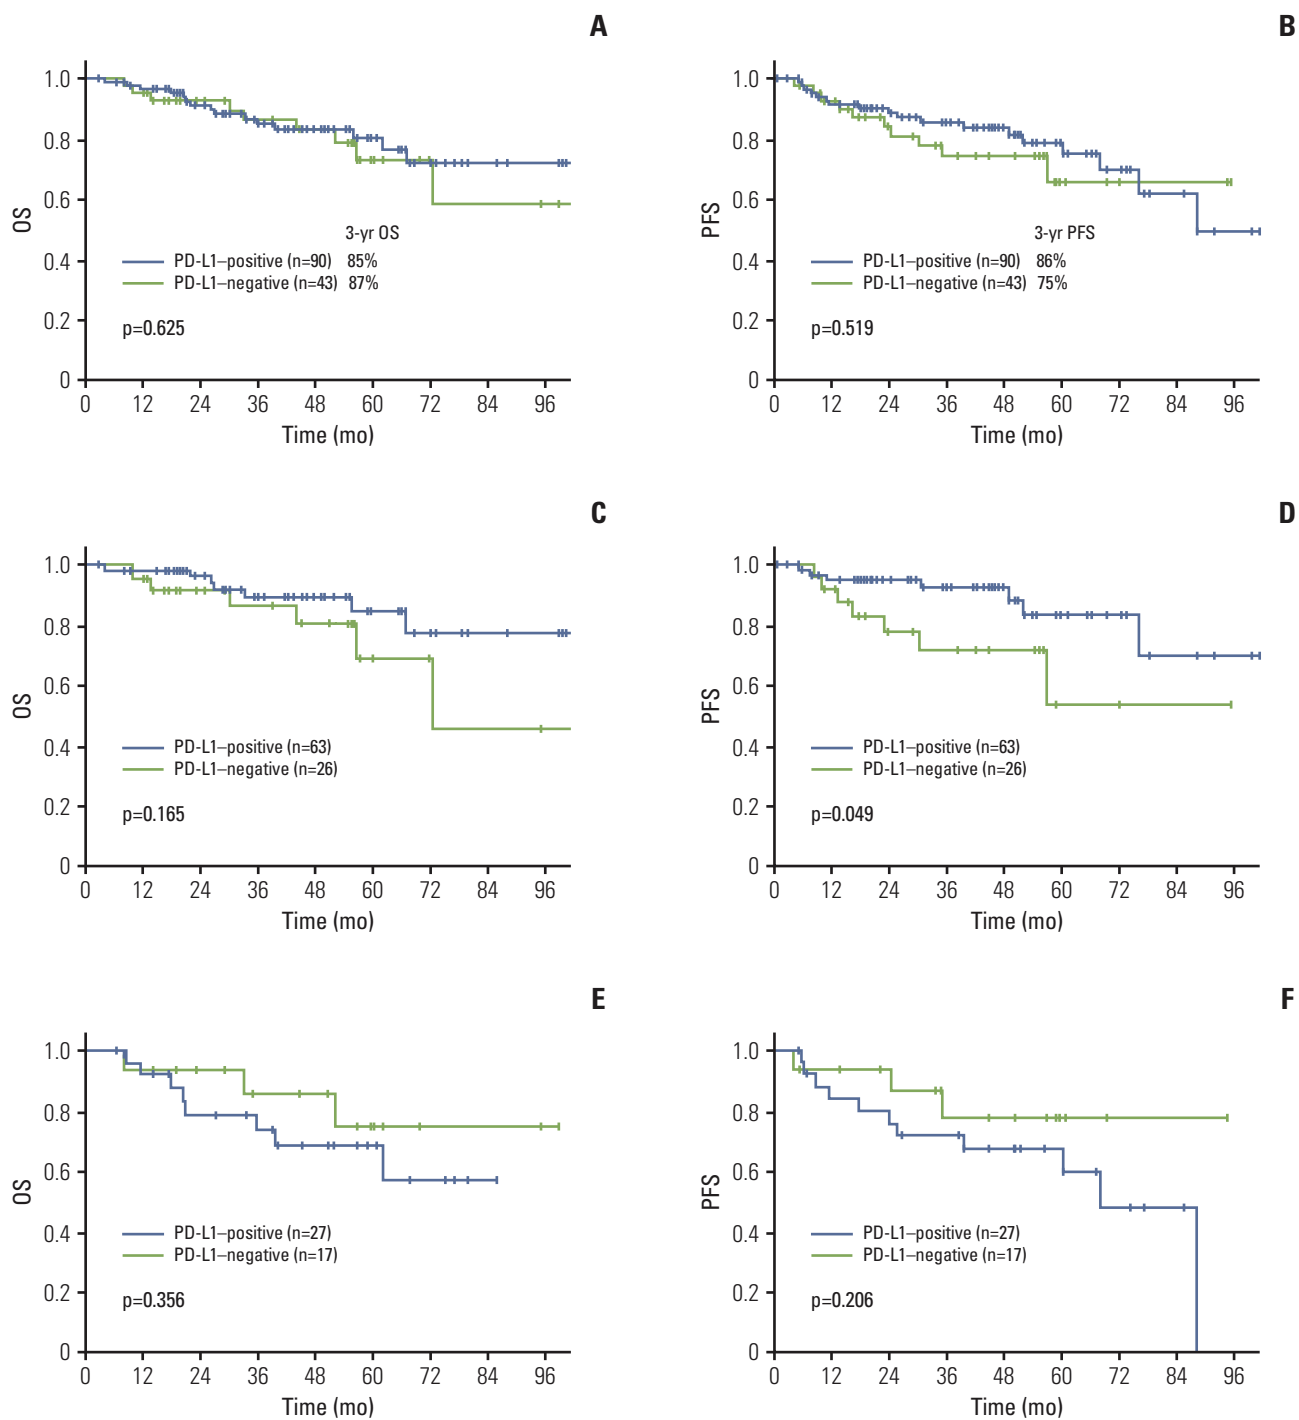 A
1.0
0.8
0.6
0.4
0.2
0
OS
3-yr OS
PD-L1–positive (n=90) 85%
PD-L1–negative (n=43) 87%
p=0.625
0 12 24 36 48 60 72 84 96
Time (mo)
B
1.0
0.8
0.6
0.4
0.2
0
PFS
3-yr PFS
PD-L1–positive (n=90) 86%
PD-L1–negative (n=43) 75%
p=0.519
0 12 24 36 48 60 72 84 96
Time (mo)
C
1.0
0.8
0.6
0.4
0.2
0
OS
PD-L1–positive (n=63)
PD-L1–negative (n=26)
p=0.165
0 12 24 36 48 60 72 84 96
Time (mo)
D
1.0
0.8
0.6
0.4
0.2
0
PFS
PD-L1–positive (n=63)
PD-L1–negative (n=26)
p=0.049
0 12 24 36 48 60 72 84 96
Time (mo)
E
1.0
0.8
0.6
0.4
0.2
0
OS
PD-L1–positive (n=27)
PD-L1–negative (n=17)
p=0.356
0 12 24 36 48 60 72 84 96
Time (mo)
F
1.0
0.8
0.6
0.4
0.2
0
PFS
PD-L1–positive (n=27)
PD-L1–negative (n=17)
p=0.206
0 12 24 36 48 60 72 84 96
Time (mo)